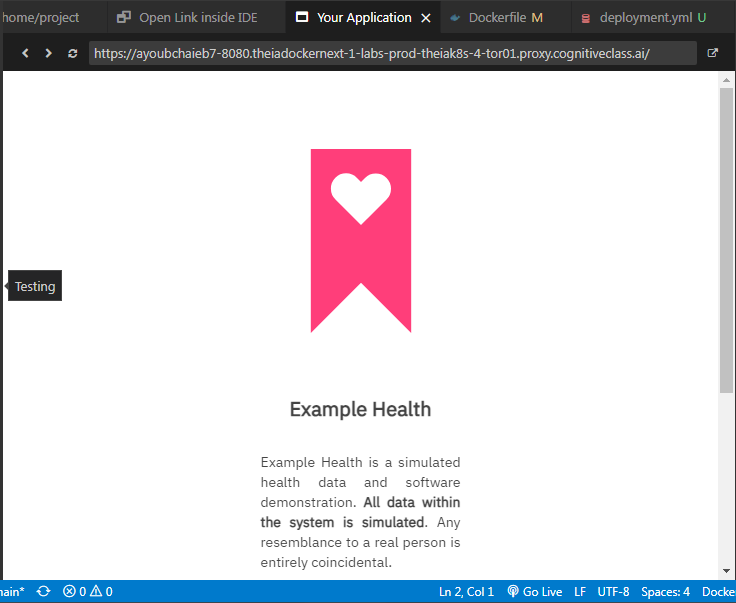 home/project Open Link inside IDE Your Application Dockerfile M deployment.yml U
https://ayoubchaieb7-8080.theiadockernext-1-labs-prod-theiak8s-4-tor01.proxy.cognitiveclass.ai/
Testing
Example Health
Example Health is a simulated
health data and software
demonstration. All data within
the system is simulated. Any
resemblance to a real person is
entirely coincidental.
main* 0 0 Ln 2, Col 1 Go Live LF UTF-8 Spaces: 4 Docke